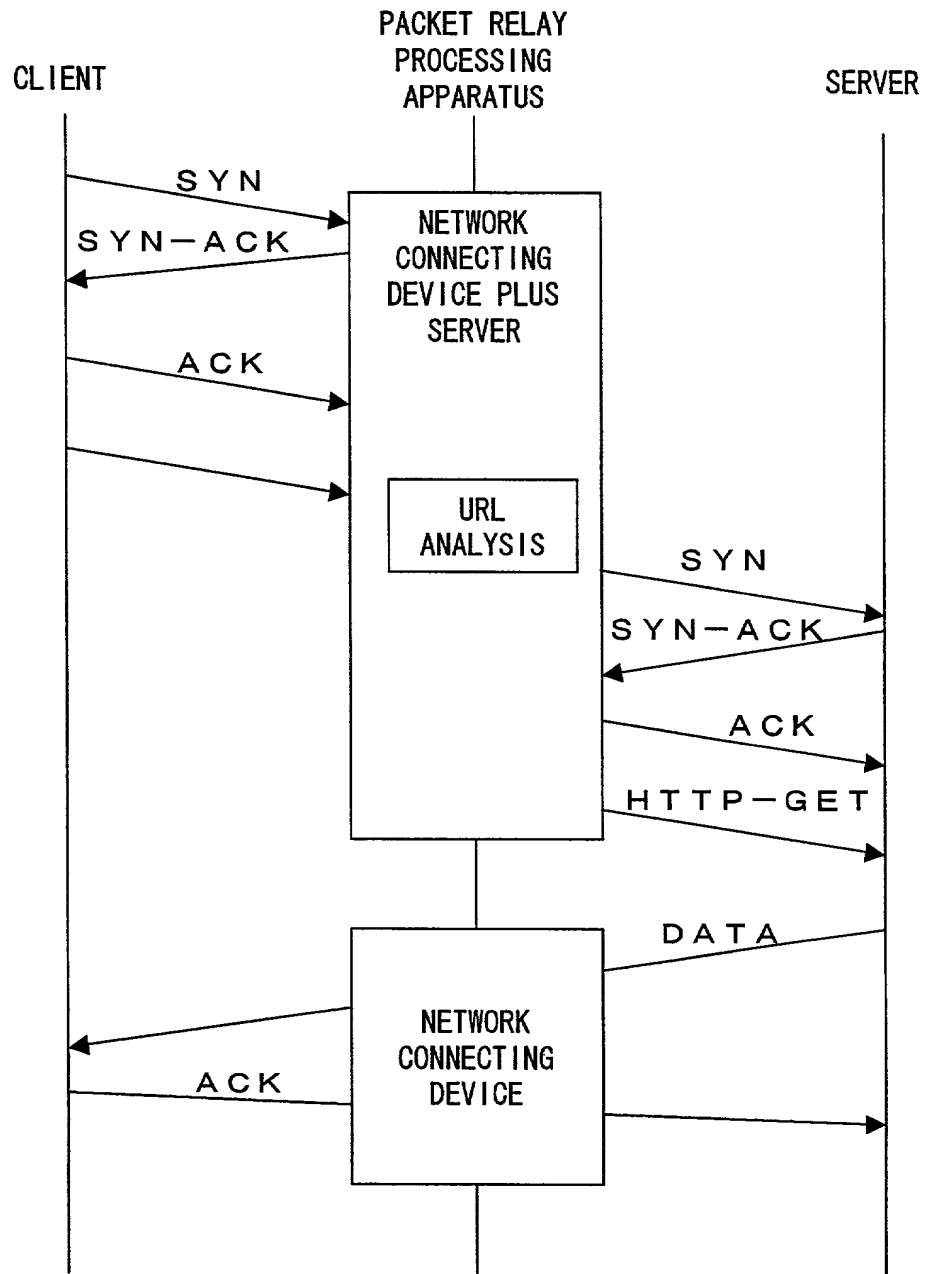 PACKET RELAY
PROCESSING
APPARATUS
CLIENT
SERVER
SYN
SYN-ACK
NETWORK
CONNECTING
DEVICE PLUS
SERVER
ACK
URL
ANALYSIS
SYN
SYN-ACK
ACK
HTTP-GET
DATA
NETWORK
CONNECTING
DEVICE
ACK